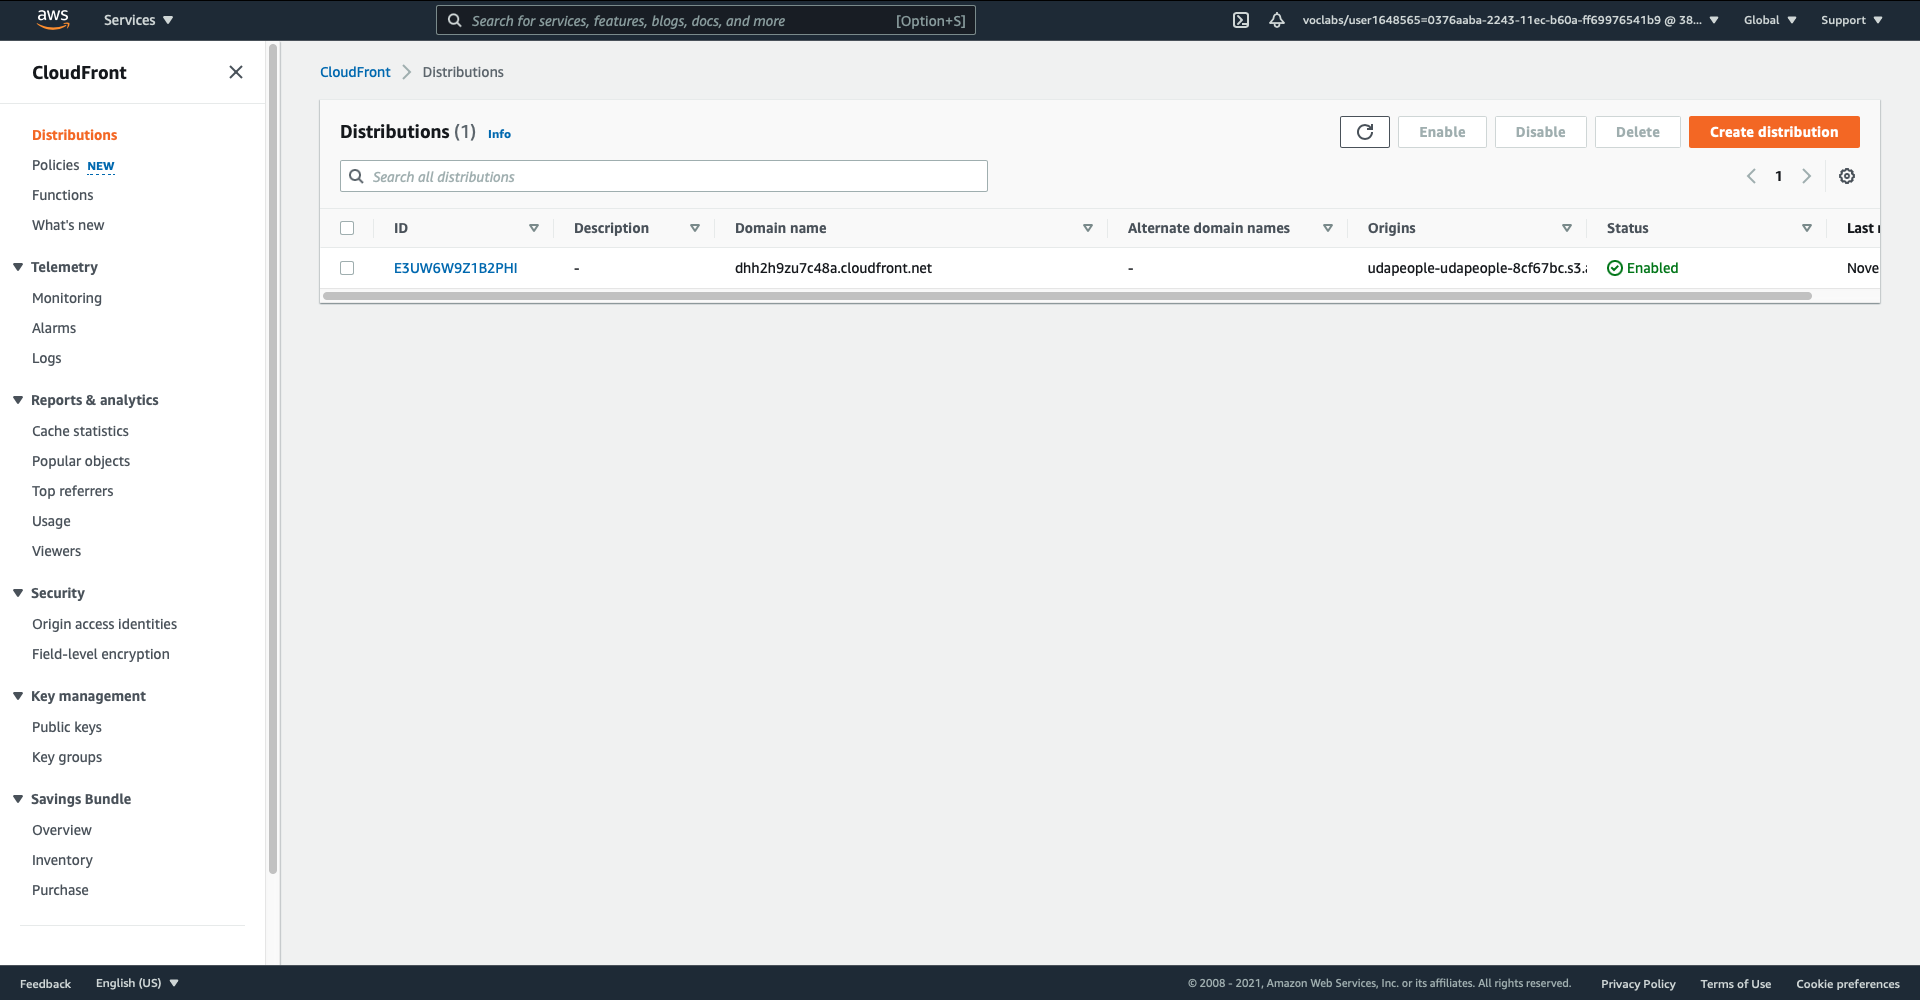 aws
Services
Search for services, features, blogs, docs, and more
[Option+S]
voclabs/user1648565=0376aaba-2243-11ec-b60a-ff69976541b9 @ 38...
Global
Support
CloudFront
Distributions
Policies NEW
Functions
What's new
Telemetry
Monitoring
Alarms
Logs
Reports & analytics
Cache statistics
Popular objects
Top referrers
Usage
Viewers
Security
Origin access identities
Field-level encryption
Key management
Public keys
Key groups
Savings Bundle
Overview
Inventory
Purchase
CloudFront > Distributions
Distributions (1) Info
Enable
Disable
Delete
Create distribution
Search all distributions
1
ID Description Domain name Alternate domain names Origins Status Last
E3UW6W9Z1B2PHI - dhh2h9zu7c48a.cloudfront.net - udapeople-udapeople-8cf67bc.s3. Enabled Nove
Feedback
English (US)
© 2008 - 2021, Amazon Web Services, Inc. or its affiliates. All rights reserved.
Privacy Policy
Terms of Use
Cookie preferences